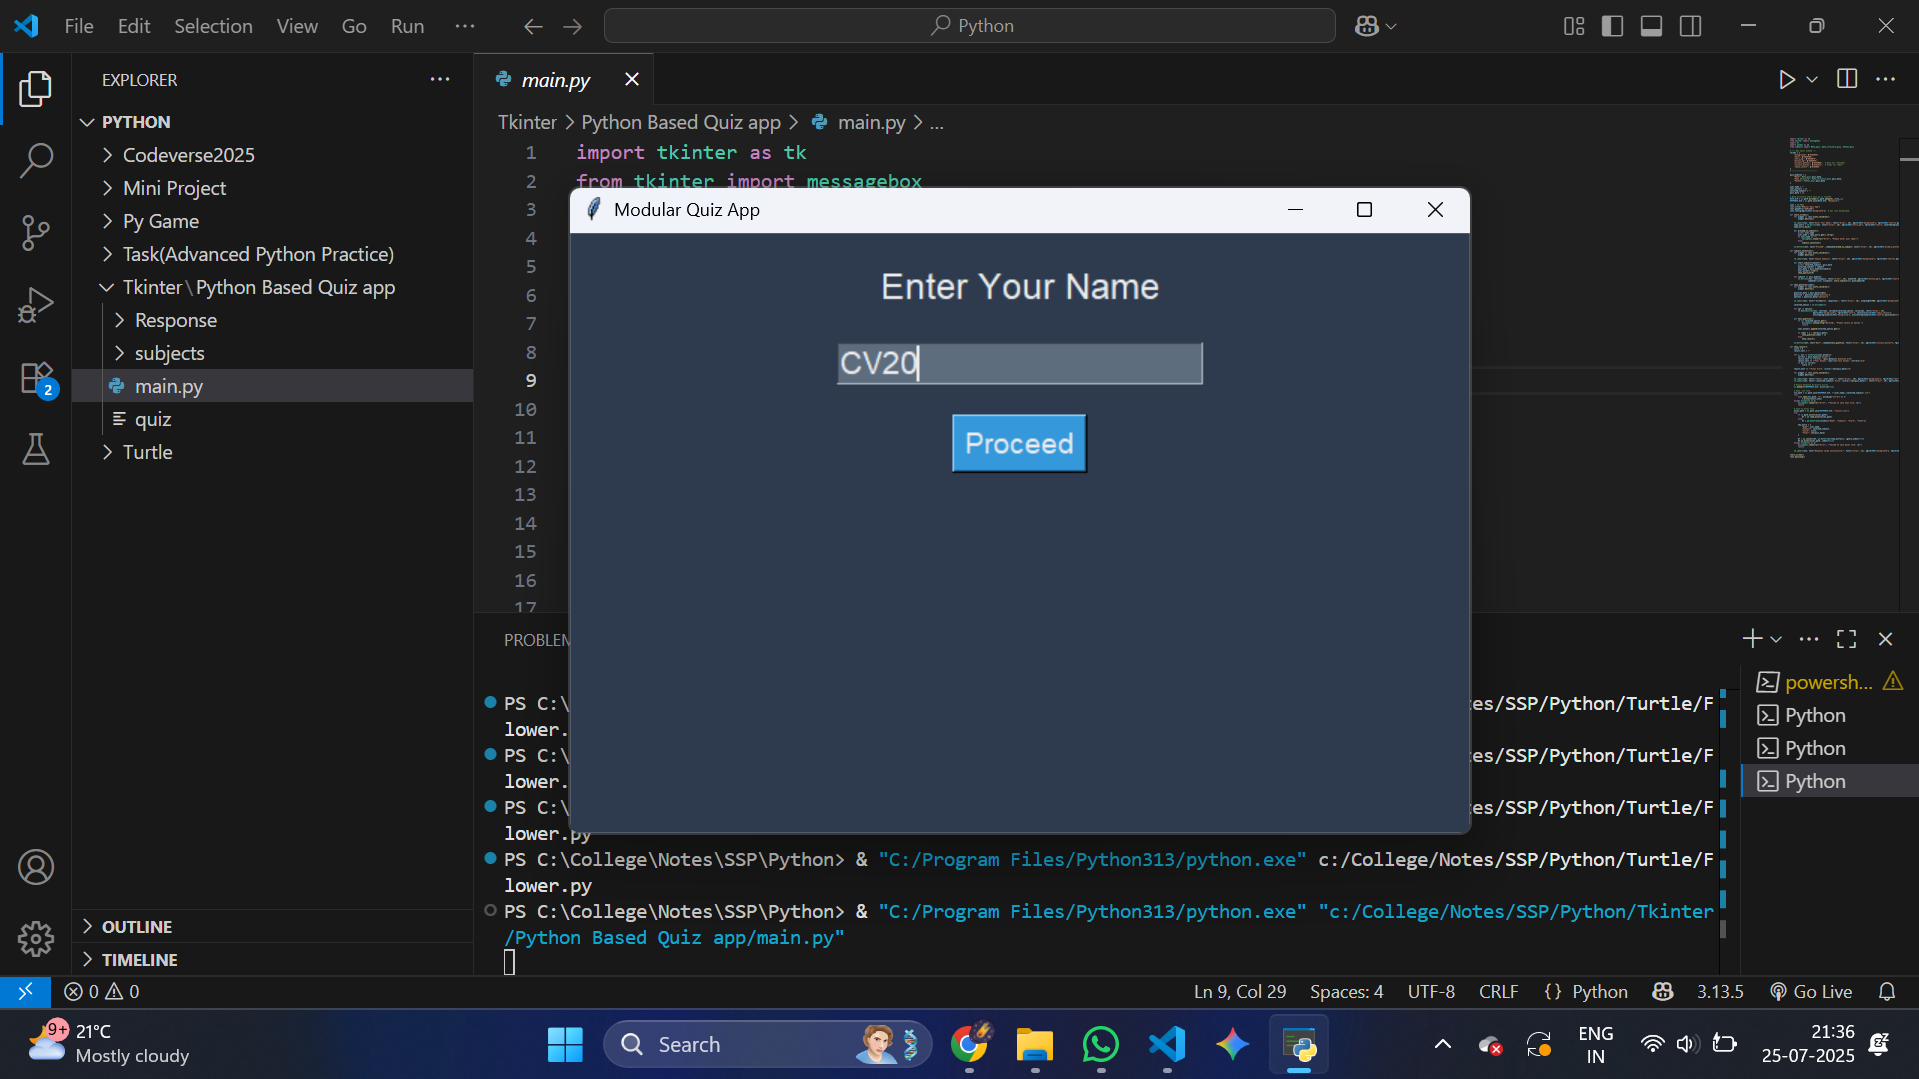 File Edit Selection View Go Run ···
Python
EXPLORER
PYTHON
Codeverse2025
Mini Project
Py Game
Task(Advanced Python Practice)
Tkinter\Python Based Quiz app
Response
subjects
main.py
quiz
Turtle
OUTLINE
TIMELINE
2
main.py
Tkinter > Python Based Quiz app > main.py > ...
1 import tkinter as tk
2 from tkinter import messagebox
3
4
5
6
7
8
9
10
11
12
13
14
15
16
17
Modular Quiz App
Enter Your Name
CV20
Proceed
PROBLEM
PS C:\
es/SSP/Python/Turtle/F
lower.
PS C:\
es/SSP/Python/Turtle/F
lower.
PS C:\
es/SSP/Python/Turtle/F
lower.py
PS C:\College\Notes\SSP\Python> & "C:/Program Files/Python313/python.exe" c:/College/Notes/SSP/Python/Turtle/F
lower.py
PS C:\College\Notes\SSP\Python> & "C:/Program Files/Python313/python.exe" "c:/College/Notes/SSP/Python/Tkinter
/Python Based Quiz app/main.py"
powersh...
Python
Python
Python
0 0
Ln 9, Col 29 Spaces: 4 UTF-8 CRLF {} Python 3.13.5 Go Live
9+
21°C
Mostly cloudy
Search
ENG
IN
21:36
25-07-2025